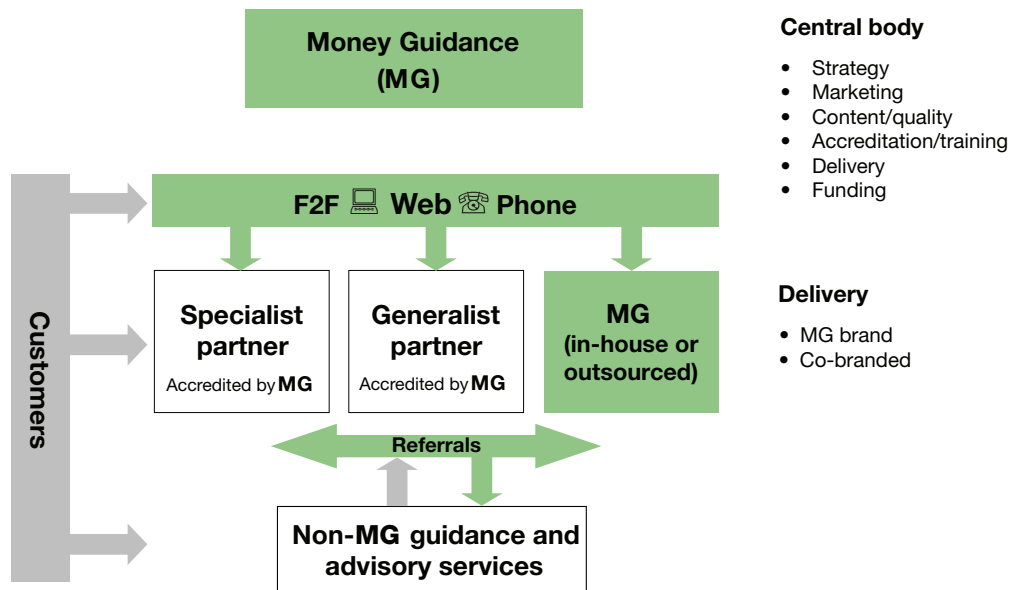 Money Guidance
(MG)
Central body
• Strategy
• Marketing
• Content/quality
• Accreditation/training
• Delivery
• Funding
Customers
F2F Web Phone
Specialist
partner
Accredited by MG
Generalist
partner
Accredited by MG
MG
(in-house or
outsourced)
Delivery
• MG brand
• Co-branded
Referrals
Non-MG guidance and
advisory services